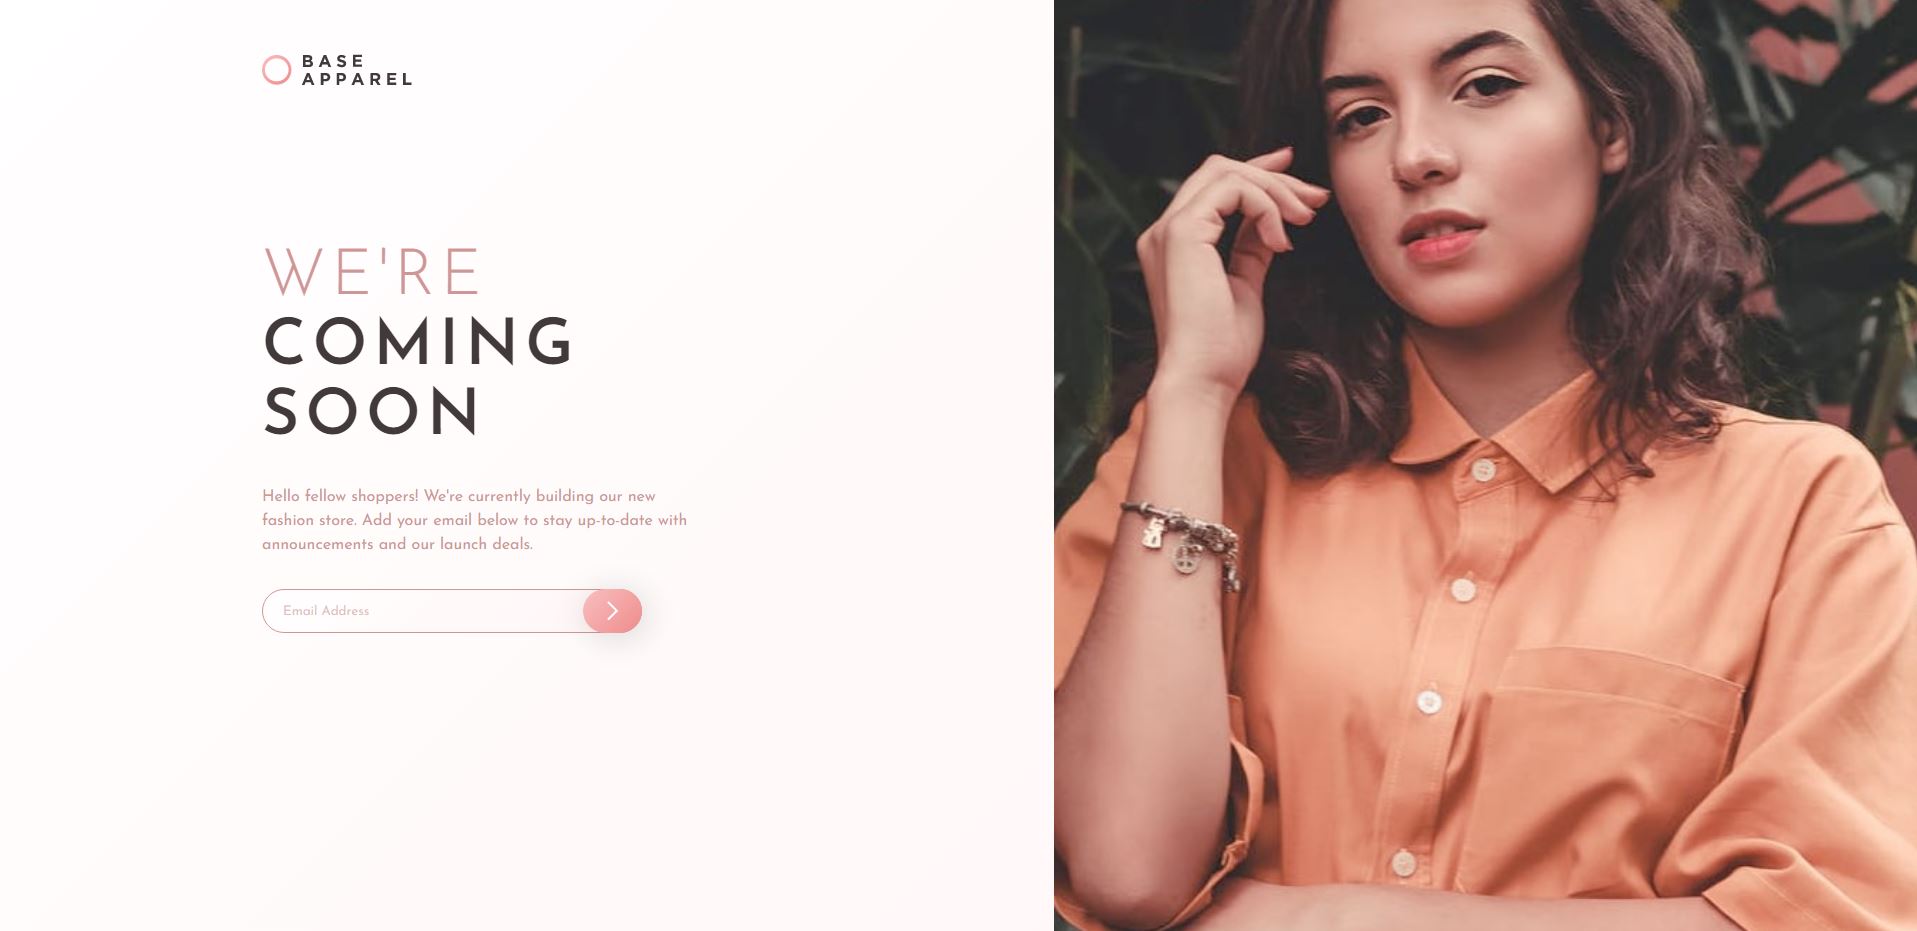 BASE
APPAREL
WE'RE
COMING
SOON
Hello fellow shoppers! We're currently building our new
fashion store. Add your email below to stay up-to-date with
announcements and our launch deals.
Email Address